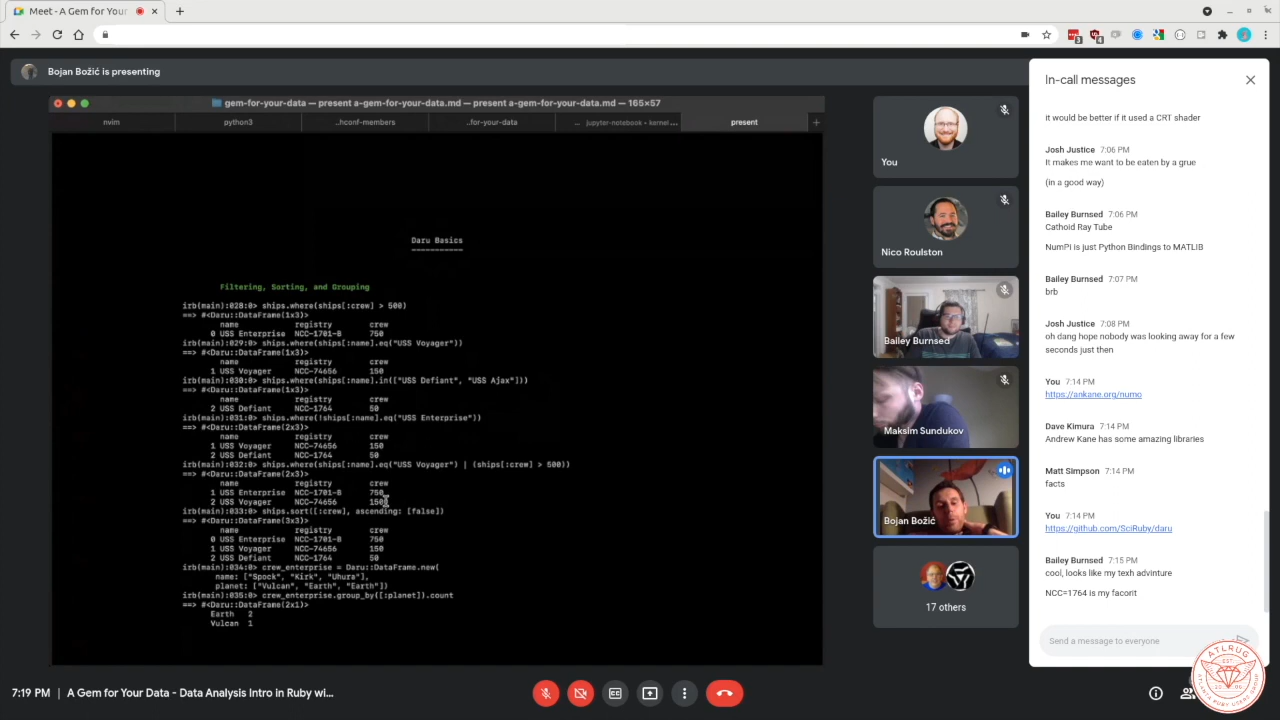 Meet - A Gem for Your
Bojan Božić is presenting
gem-for-your-data — present a-gem-for-your-data.md — present a-gem-for-your-data.md — 165×57
nvim
python3
..hconf-members
..for-your-data
... jupyter-notebook ‹ kernel...
present
Daru Basics
===========
Filtering, Sorting, and Grouping
irb(main):028:0> ships.where(ships[:crew] > 500)
==> #<Daru::DataFrame(1x3)>
name registry crew
0 USS Enterprise NCC-1701-B 750
irb(main):029:0> ships.where(ships[:name].eq("USS Voyager"))
==> #<Daru::DataFrame(1x3)>
name registry crew
1 USS Voyager NCC-74656 150
irb(main):030:0> ships.where(ships[:name].in(["USS Defiant", "USS Ajax"]))
==> #<Daru::DataFrame(1x3)>
name registry crew
2 USS Defiant NCC-1764 50
irb(main):031:0> ships.where(!ships[:name].eq("USS Enterprise"))
==> #<Daru::DataFrame(2x3)>
name registry crew
1 USS Voyager NCC-74656 150
2 USS Defiant NCC-1764 50
irb(main):032:0> ships.where(ships[:name].eq("USS Voyager") | (ships[:crew] > 500))
==> #<Daru::DataFrame(2x3)>
name registry crew
1 USS Enterprise NCC-1701-B 750
2 USS Voyager NCC-74656 150
irb(main):033:0> ships.sort([:crew], ascending: [false])
==> #<Daru::DataFrame(3x3)>
name registry crew
0 USS Enterprise NCC-1701-B 750
1 USS Voyager NCC-74656 150
2 USS Defiant NCC-1764 50
irb(main):034:0> crew_enterprise = Daru::DataFrame.new(
name: ["Spock", "Kirk", "Uhura"],
planet: ["Vulcan", "Earth", "Earth"])
irb(main):035:0> crew_enterprise.group_by([:planet]).count
==> #<Daru::DataFrame(2x1)>
Earth 2
Vulcan 1
You
Nico Roulston
Bailey Burnsed
Maksim Sundukov
Bojan Božić
17 others
In-call messages
it would be better if it used a CRT shader
Josh Justice 7:06 PM
It makes me want to be eaten by a grue
(in a good way)
Bailey Burnsed 7:06 PM
Cathoid Ray Tube
NumPI is just Python Bindings to MATLIB
Bailey Burnsed 7:07 PM
brb
Josh Justice 7:08 PM
oh dang hope nobody was looking away for a few
seconds just then
You 7:14 PM
https://ankane.org/numo
Dave Kimura 7:14 PM
Andrew Kane has some amazing libraries
Matt Simpson 7:14 PM
facts
You 7:14 PM
https://github.com/SciRuby/daru
Bailey Burnsed 7:15 PM
cool, looks like my texh advinture
NCC=1764 is my facorit
Send a message to everyone
7:19 PM | A Gem for Your Data - Data Analysis Intro in Ruby wi...
ATLRUG
EST.
ATLANTA RUBY USERS GROUP